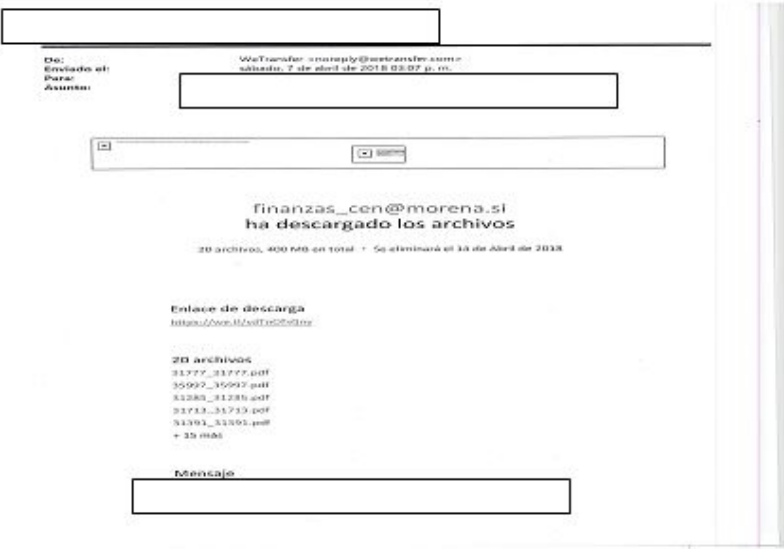 De: WeTransfer <noreply@wetransfer.com>
Enviado el: sábado, 7 de abril de 2018 03:07 p. m.
Para:
Asunto:
finanzas_cen@morena.si
ha descargado los archivos
20 archivos, 400 MB en total • Se eliminará el 14 de Abril de 2018
Enlace de descarga
20 archivos
31777_31777.pdf
35997_35997.pdf
31285_31285.pdf
31713_31713.pdf
31391_31391.pdf
+ 15 más
Mensaje